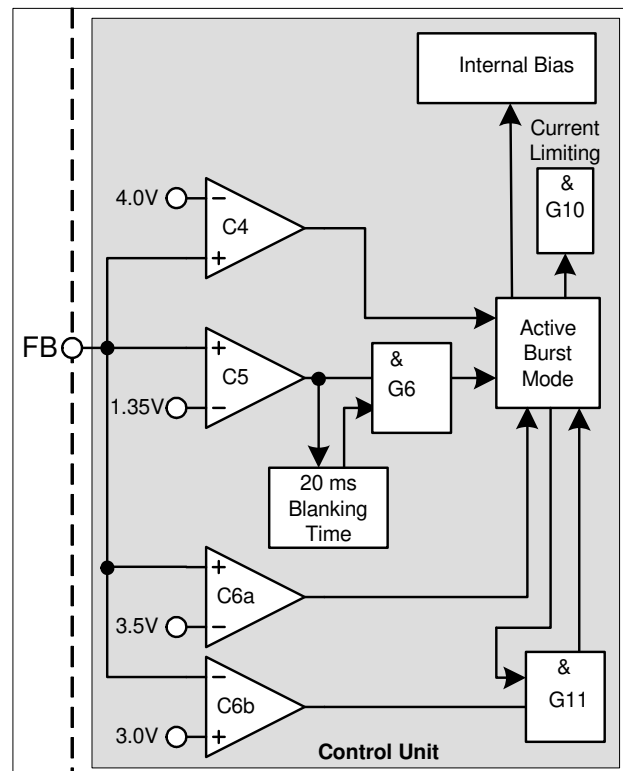 Internal Bias
Current
Limiting
&
G10
4.0V
−
C4
+
FB
+
C5
−
1.35V
&
G6
Active
Burst
Mode
20 ms
Blanking
Time
+
C6a
3.5V
−
−
C6b
3.0V
+
&
G11
Control Unit